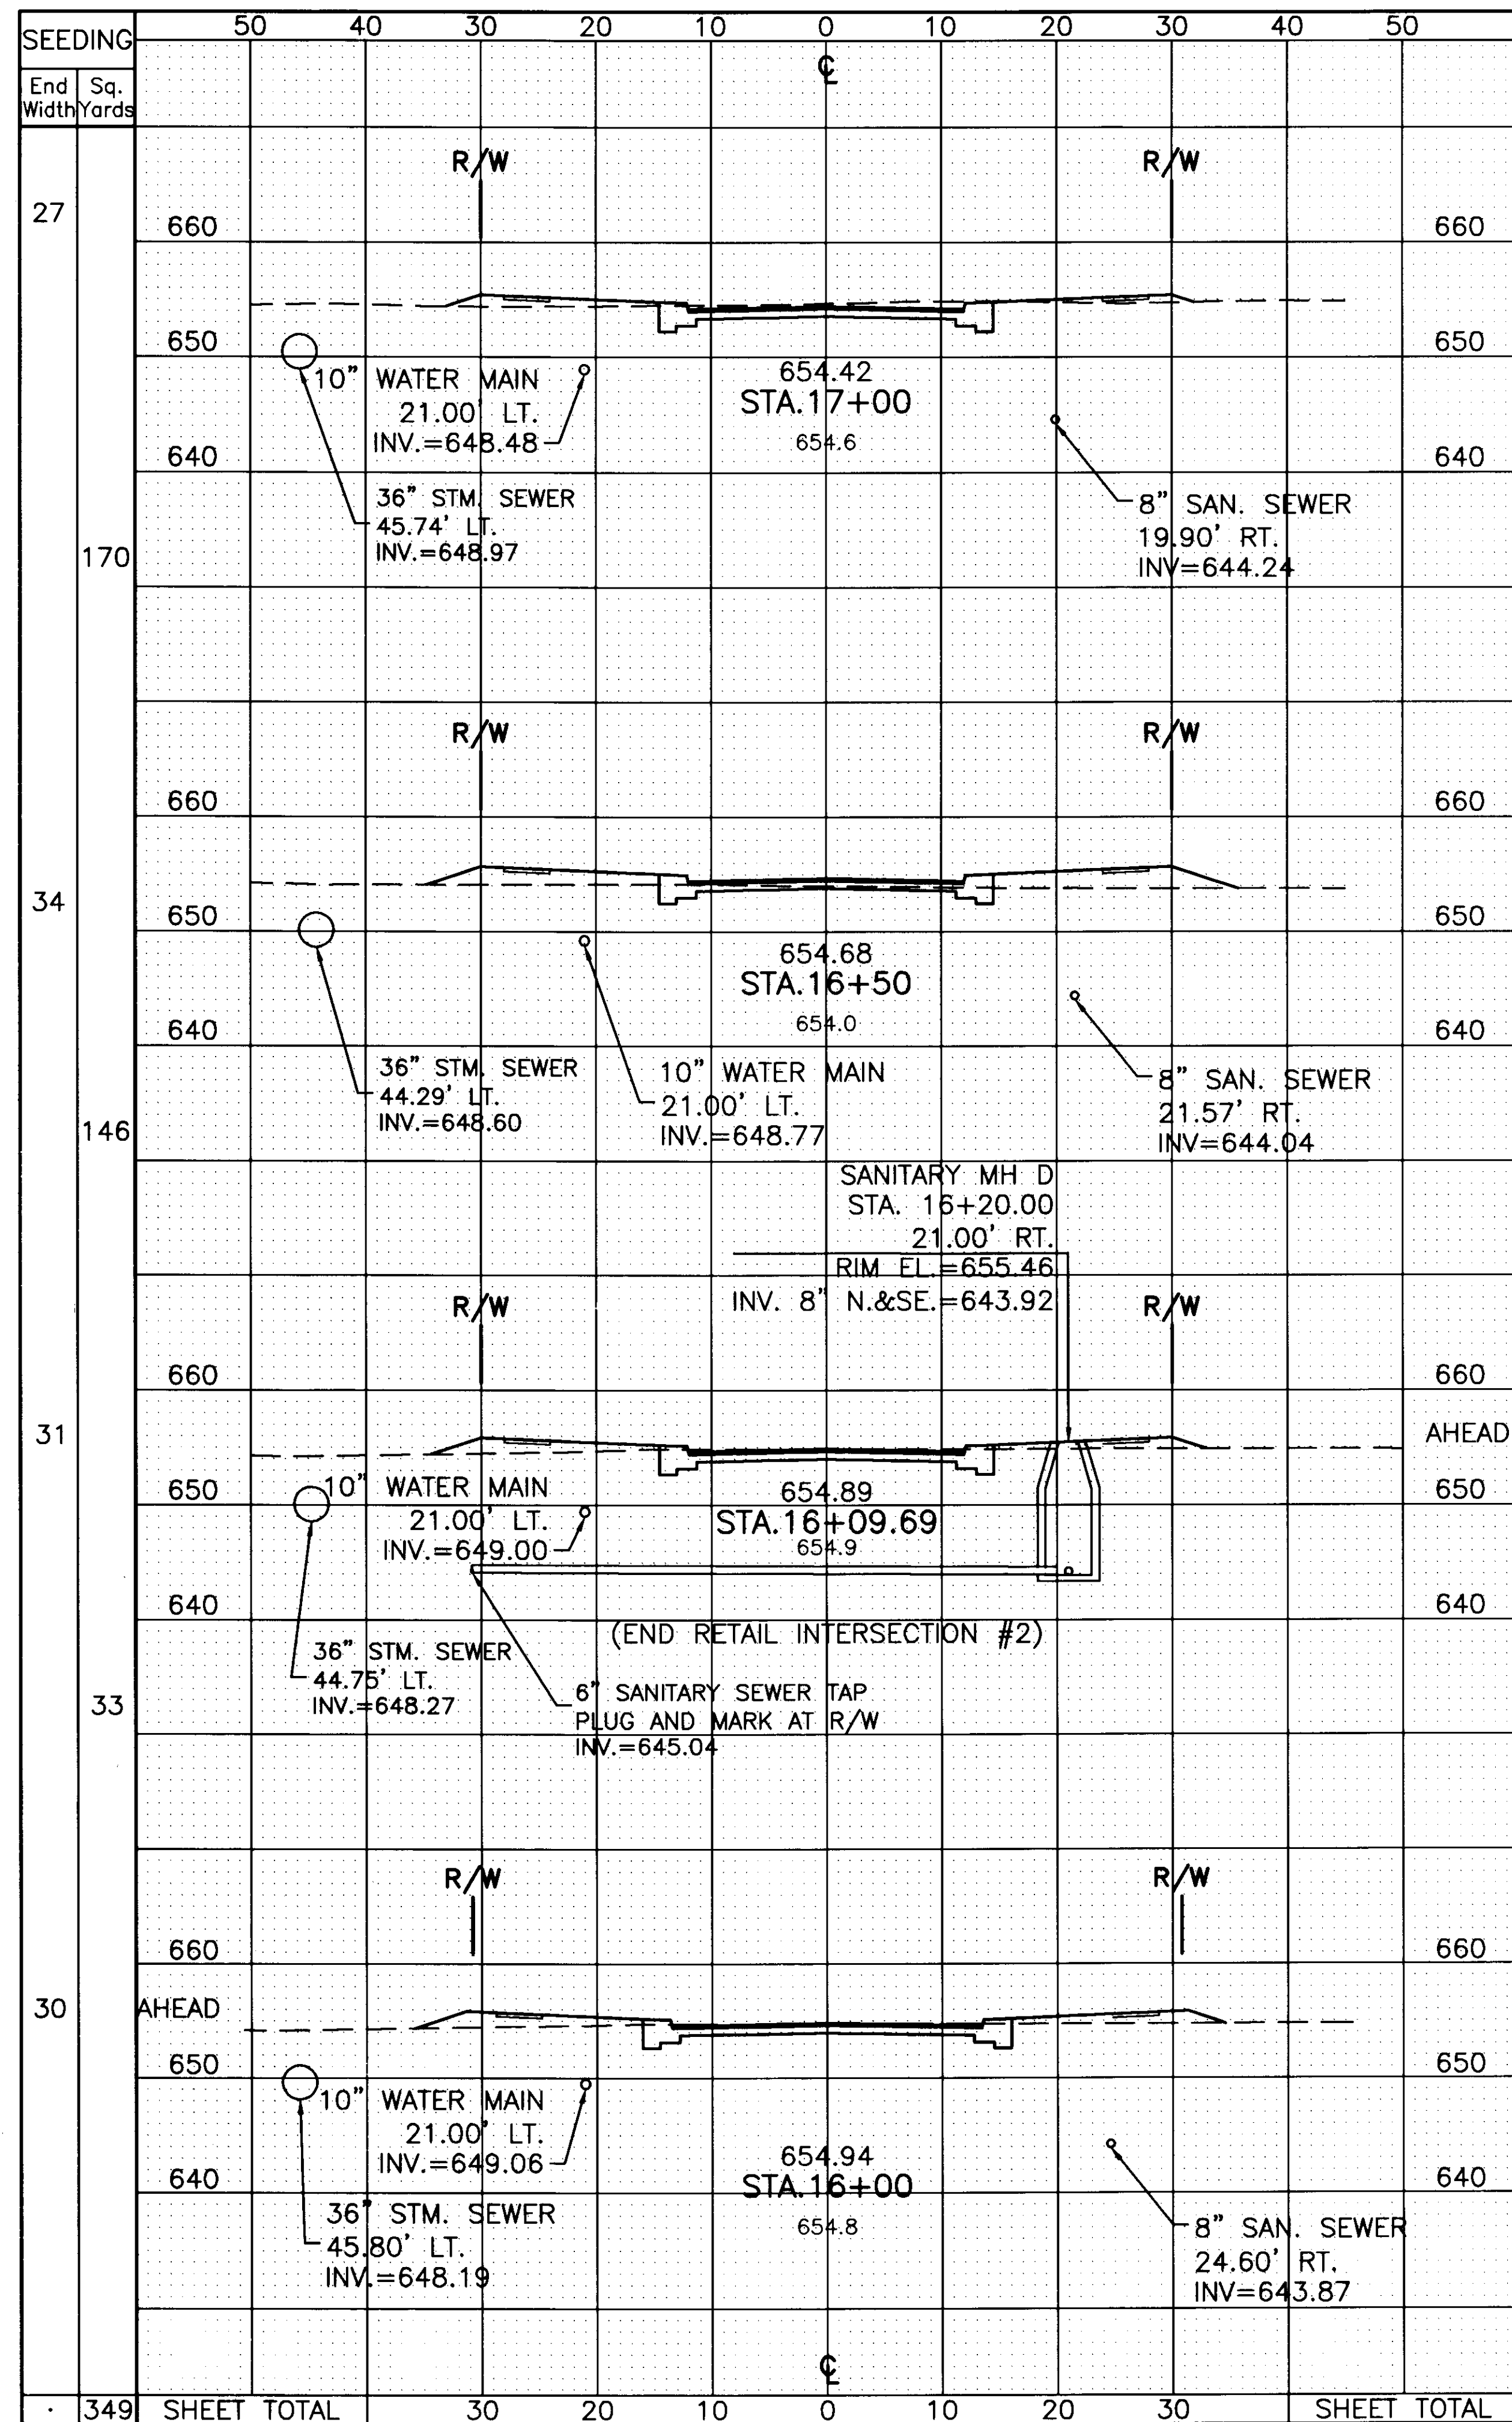 SEEDING
50 40 30 20 10 0 10 20 30 40 50
End Sq.
Width Yards
℄
R/W R/W
27
660 660
650 650
10" WATER MAIN
21.00' LT.
INV.=648.48
654.42
STA.17+00
654.6
640 640
36" STM. SEWER
45.74' LT.
INV.=648.97
8" SAN. SEWER
19.90' RT.
INV=644.24
170
R/W R/W
660 660
34
650 650
654.68
STA.16+50
654.0
640 640
36" STM. SEWER
44.29' LT.
INV.=648.60
10" WATER MAIN
21.00' LT.
INV.=648.77
8" SAN. SEWER
21.57' RT.
INV=644.04
146
SANITARY MH D
STA. 16+20.00
21.00' RT.
RIM EL.=655.46
INV. 8" N.&SE.=643.92
R/W R/W
660 660
31 AHEAD
650 650
10" WATER MAIN
21.00' LT.
INV.=649.00
654.89
STA.16+09.69
654.9
640 640
(END RETAIL INTERSECTION #2)
36" STM. SEWER
44.75' LT.
INV.=648.27
6" SANITARY SEWER TAP
PLUG AND MARK AT R/W
INV.=645.04
33
R/W R/W
660 660
30 AHEAD
650 650
10" WATER MAIN
21.00' LT.
INV.=649.06
654.94
STA.16+00
654.8
640 640
36" STM. SEWER
45.80' LT.
INV.=648.19
8" SAN. SEWER
24.60' RT.
INV=643.87
℄
349 SHEET TOTAL 30 20 10 0 10 20 30 SHEET TOTAL